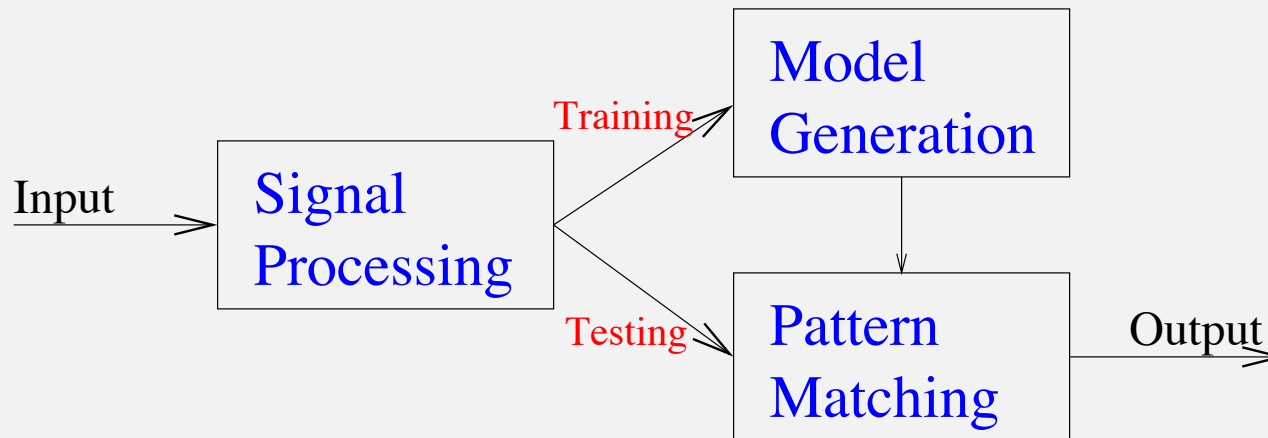 Input
Signal
Processing
Training
Testing
Model
Generation
Pattern
Matching
Output